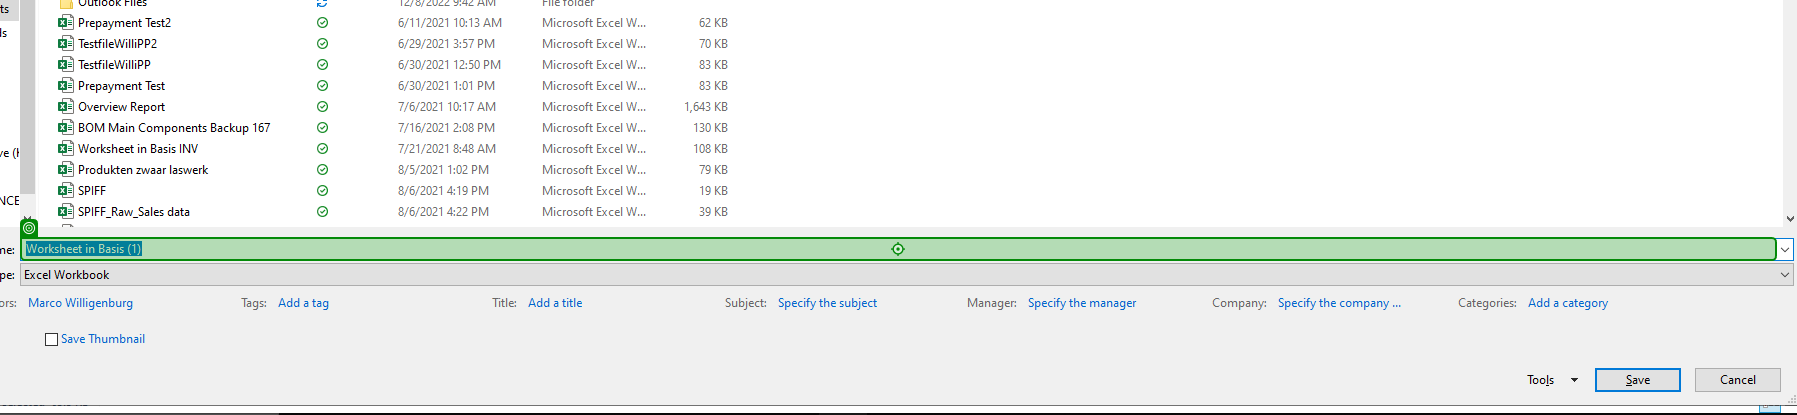 ts Outlook Files 12/8/2022 9:42 AM File folder
Prepayment Test2 6/11/2021 10:13 AM Microsoft Excel W... 62 KB
ls
TestfileWilliPP2 6/29/2021 3:57 PM Microsoft Excel W... 70 KB
TestfileWilliPP 6/30/2021 12:50 PM Microsoft Excel W... 83 KB
Prepayment Test 6/30/2021 1:01 PM Microsoft Excel W... 83 KB
Overview Report 7/6/2021 10:17 AM Microsoft Excel W... 1,643 KB
BOM Main Components Backup 167 7/16/2021 2:08 PM Microsoft Excel W... 130 KB
ve (H Worksheet in Basis INV 7/21/2021 8:48 AM Microsoft Excel W... 108 KB
Produkten zwaar laswerk 8/5/2021 1:02 PM Microsoft Excel W... 79 KB
SPIFF 8/6/2021 4:19 PM Microsoft Excel W... 19 KB
NCE
SPIFF_Raw_Sales data 8/6/2021 4:22 PM Microsoft Excel W... 39 KB
me: Worksheet in Basis (1)
pe: Excel Workbook
ors: Marco Willigenburg Tags: Add a tag Title: Add a title Subject: Specify the subject Manager: Specify the manager Company: Specify the company ... Categories: Add a category
Save Thumbnail
Tools Save Cancel